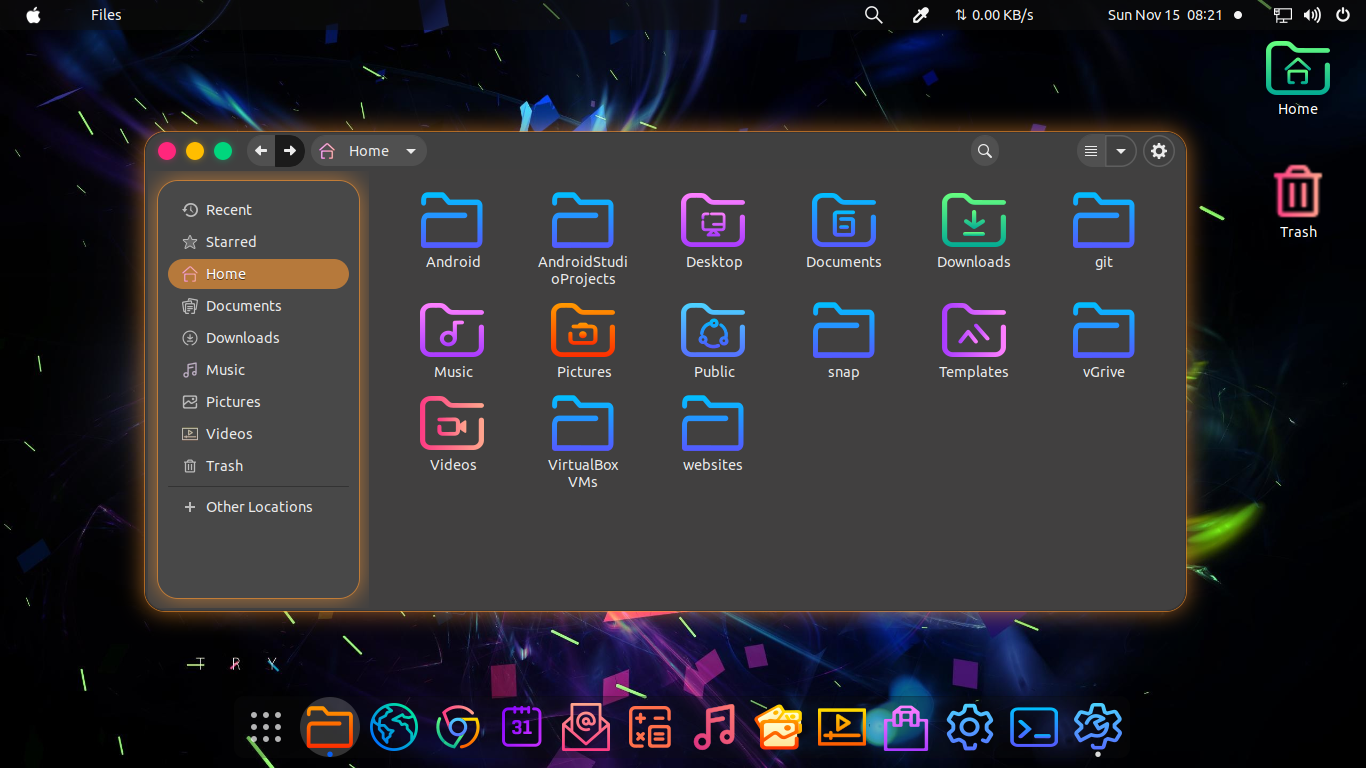 Files
0.00 KB/s
Sun Nov 15 08:21
Home
Trash
Home
Recent
Starred
Home
Documents
Downloads
Music
Pictures
Videos
Trash
Other Locations
Android
AndroidStudi
oProjects
Desktop
Documents
Downloads
git
Music
Pictures
Public
snap
Templates
vGrive
Videos
VirtualBox
VMs
websites
T R Y
31
@